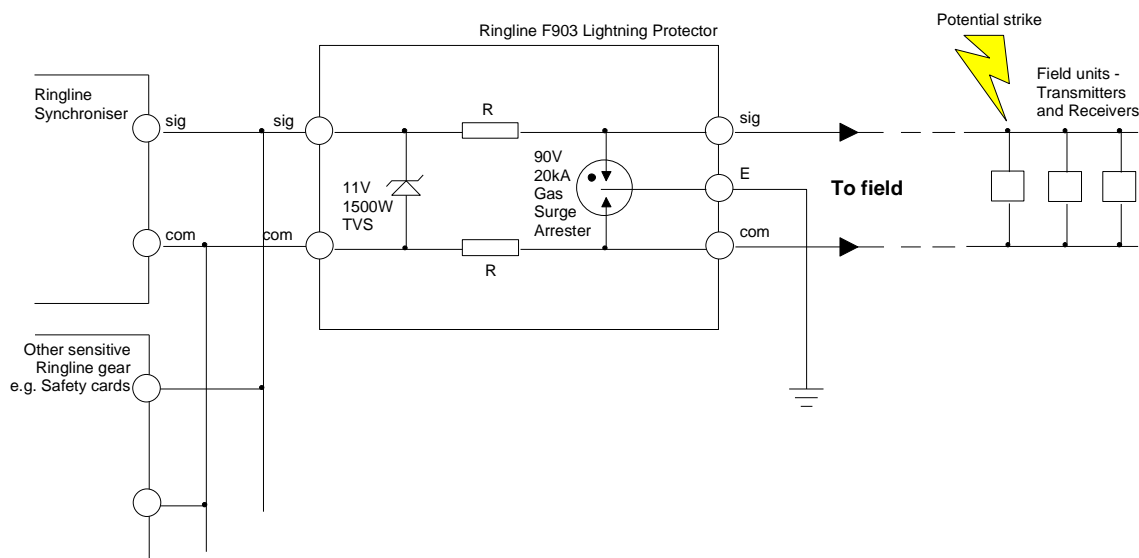 Potential strike
Ringline F903 Lightning Protector
Field units -
Transmitters
and Receivers
Ringline
Synchroniser
sig
sig
R
sig
90V
20kA
Gas
Surge
Arrester
E
11V
1500W
TVS
To field
com
com
com
R
Other sensitive
Ringline gear
e.g. Safety cards